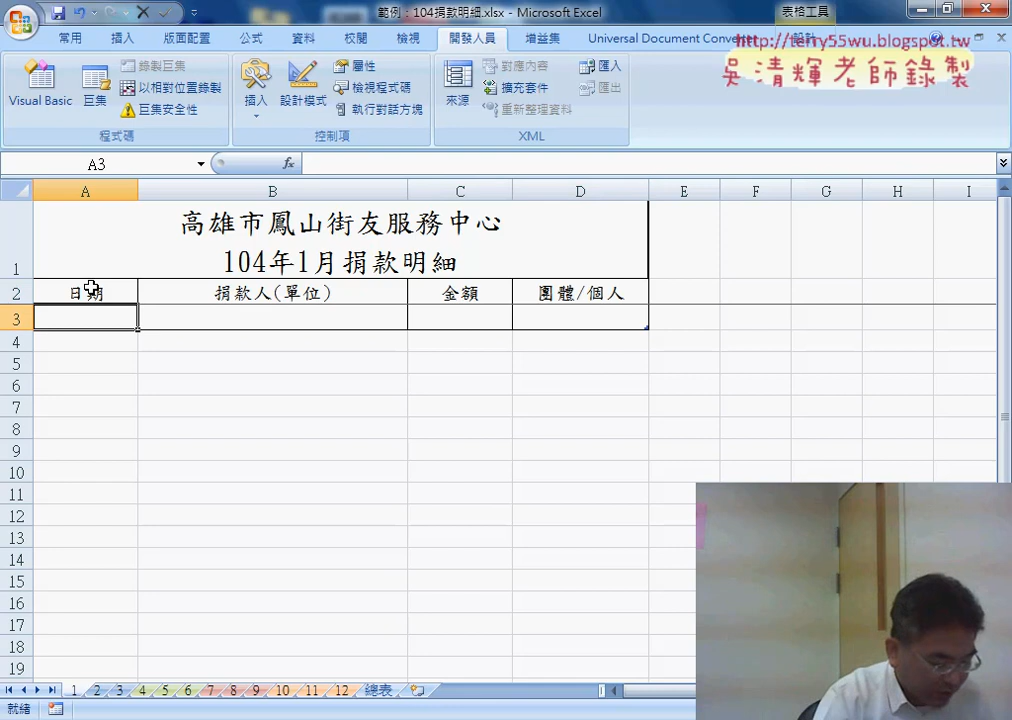 範例：104捐款明細.xlsx - Microsoft Excel
表格工具
常用 插入 版面配置 公式 資料 校閱 檢視 開發人員 增益集 Universal Document Conve
http://terry55wu.blogspot.tw
吳清輝老師錄製
Visual Basic
巨集
錄製巨集
以相對位置錄製
巨集安全性
程式碼
插入
設計模式
屬性
檢視程式碼
執行對話方塊
控制項
來源
對應內容
擴充套件
重新整理資料
匯入
匯出
XML
A3
fx
A B C D E F G H I
1
高雄市鳳山街友服務中心
104年1月捐款明細
2 日期 捐款人(單位) 金額 團體/個人
3
4
5
6
7
8
9
10
11
12
13
14
15
16
17
18
19
1 2 3 4 5 6 7 8 9 10 11 12 總表
就緒